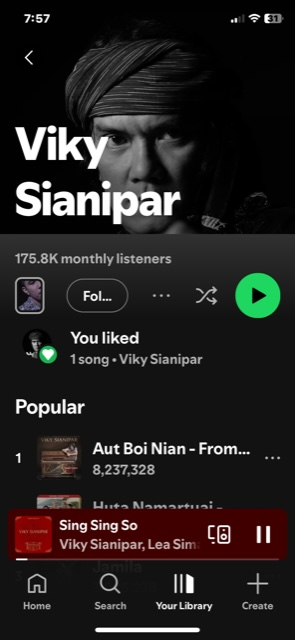 7:57
31
Viky
Sianipar
175.8K monthly listeners
Fol...
You liked
1 song • Viky Sianipar
Popular
1
Aut Boi Nian - From...
8,237,328
Huta Namartuai -
Sing Sing So
Viky Sianipar, Lea Sim
Jamila
Home
Search
Your Library
Create